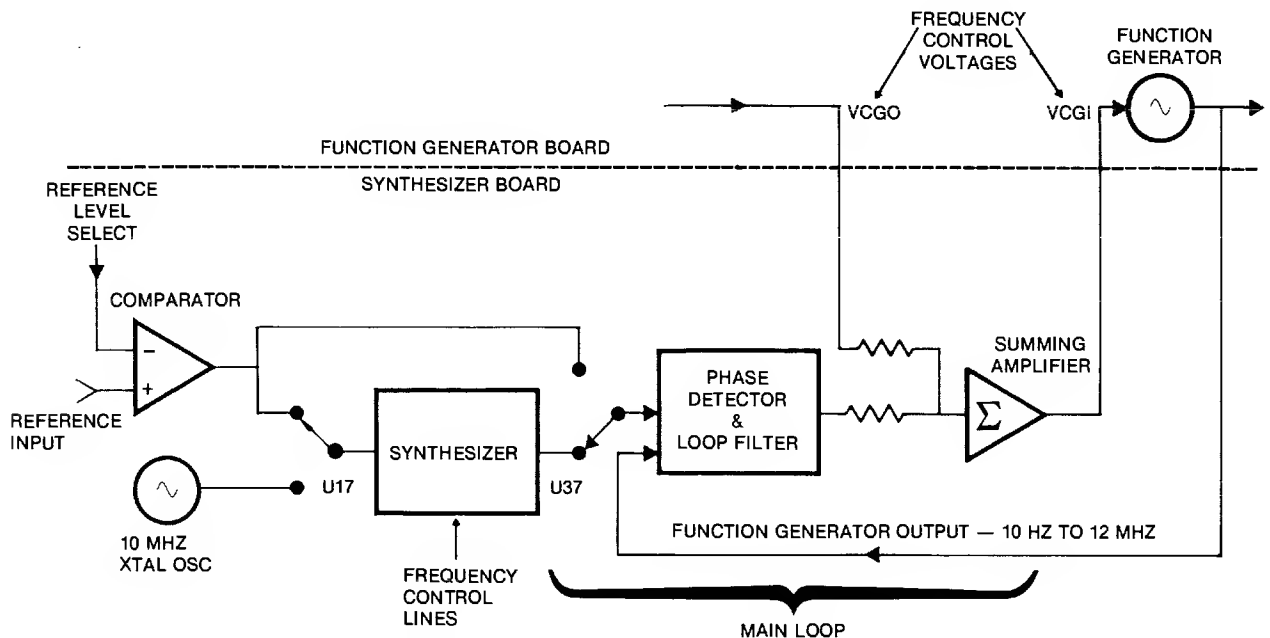 FREQUENCY
CONTROL
VOLTAGES
FUNCTION
GENERATOR
VCGO
VCGI
FUNCTION GENERATOR BOARD
SYNTHESIZER BOARD
REFERENCE
LEVEL
SELECT
COMPARATOR
−
+
REFERENCE
INPUT
10 MHZ
XTAL OSC
U17
SYNTHESIZER
U37
FREQUENCY
CONTROL
LINES
PHASE
DETECTOR
&
LOOP FILTER
SUMMING
AMPLIFIER
Σ
FUNCTION GENERATOR OUTPUT — 10 HZ TO 12 MHZ
MAIN LOOP